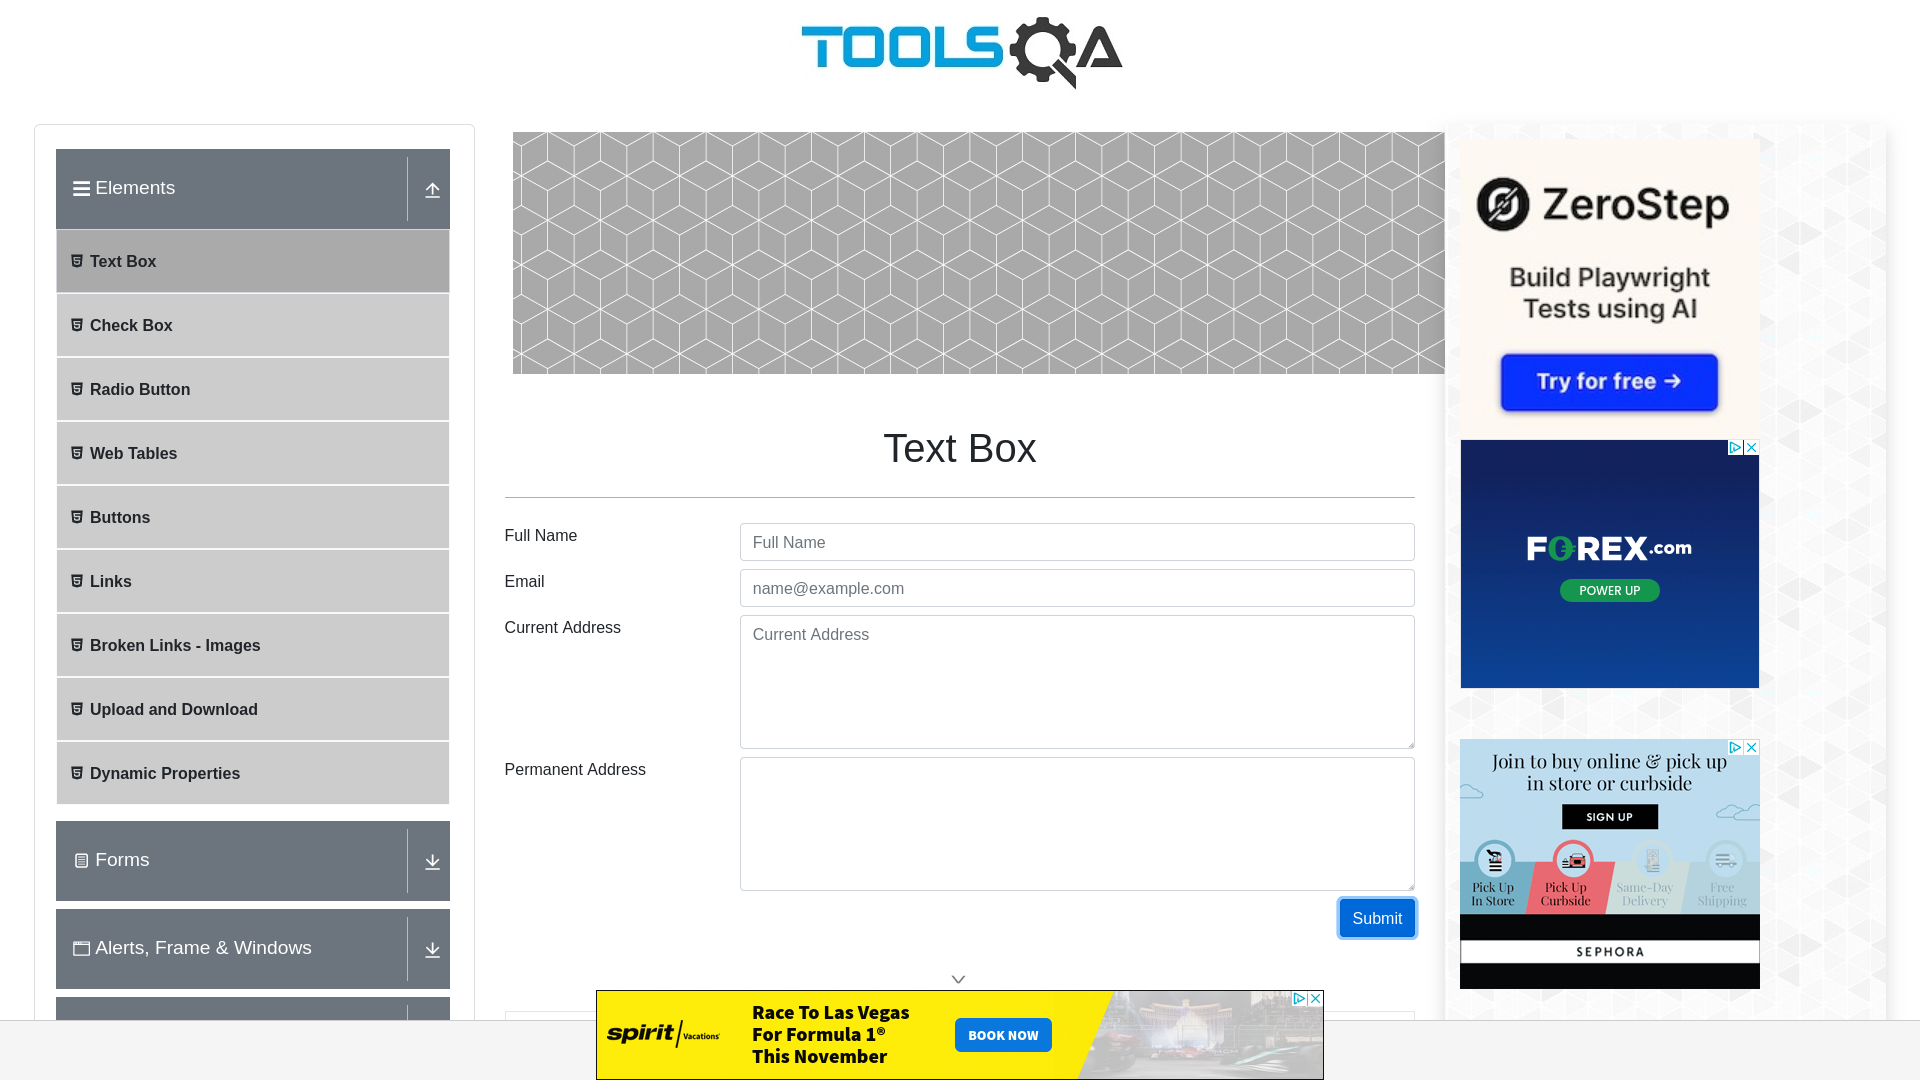 TOOLSQA
Elements
Text Box
Check Box
Radio Button
Web Tables
Buttons
Links
Broken Links - Images
Upload and Download
Dynamic Properties
Forms
Alerts, Frame & Windows
Text Box
Full Name
Full Name
Email
name@example.com
Current Address
Current Address
Permanent Address
Submit
ZeroStep
Build Playwright
Tests using AI
Try for free →
FOREX.com
POWER UP
Join to buy online & pick up
in store or curbside
SIGN UP
Pick Up
In Store
Pick Up
Curbside
Same-Day
Delivery
Free
Shipping
SEPHORA
spirit Vacations
Race To Las Vegas
For Formula 1®
This November
BOOK NOW